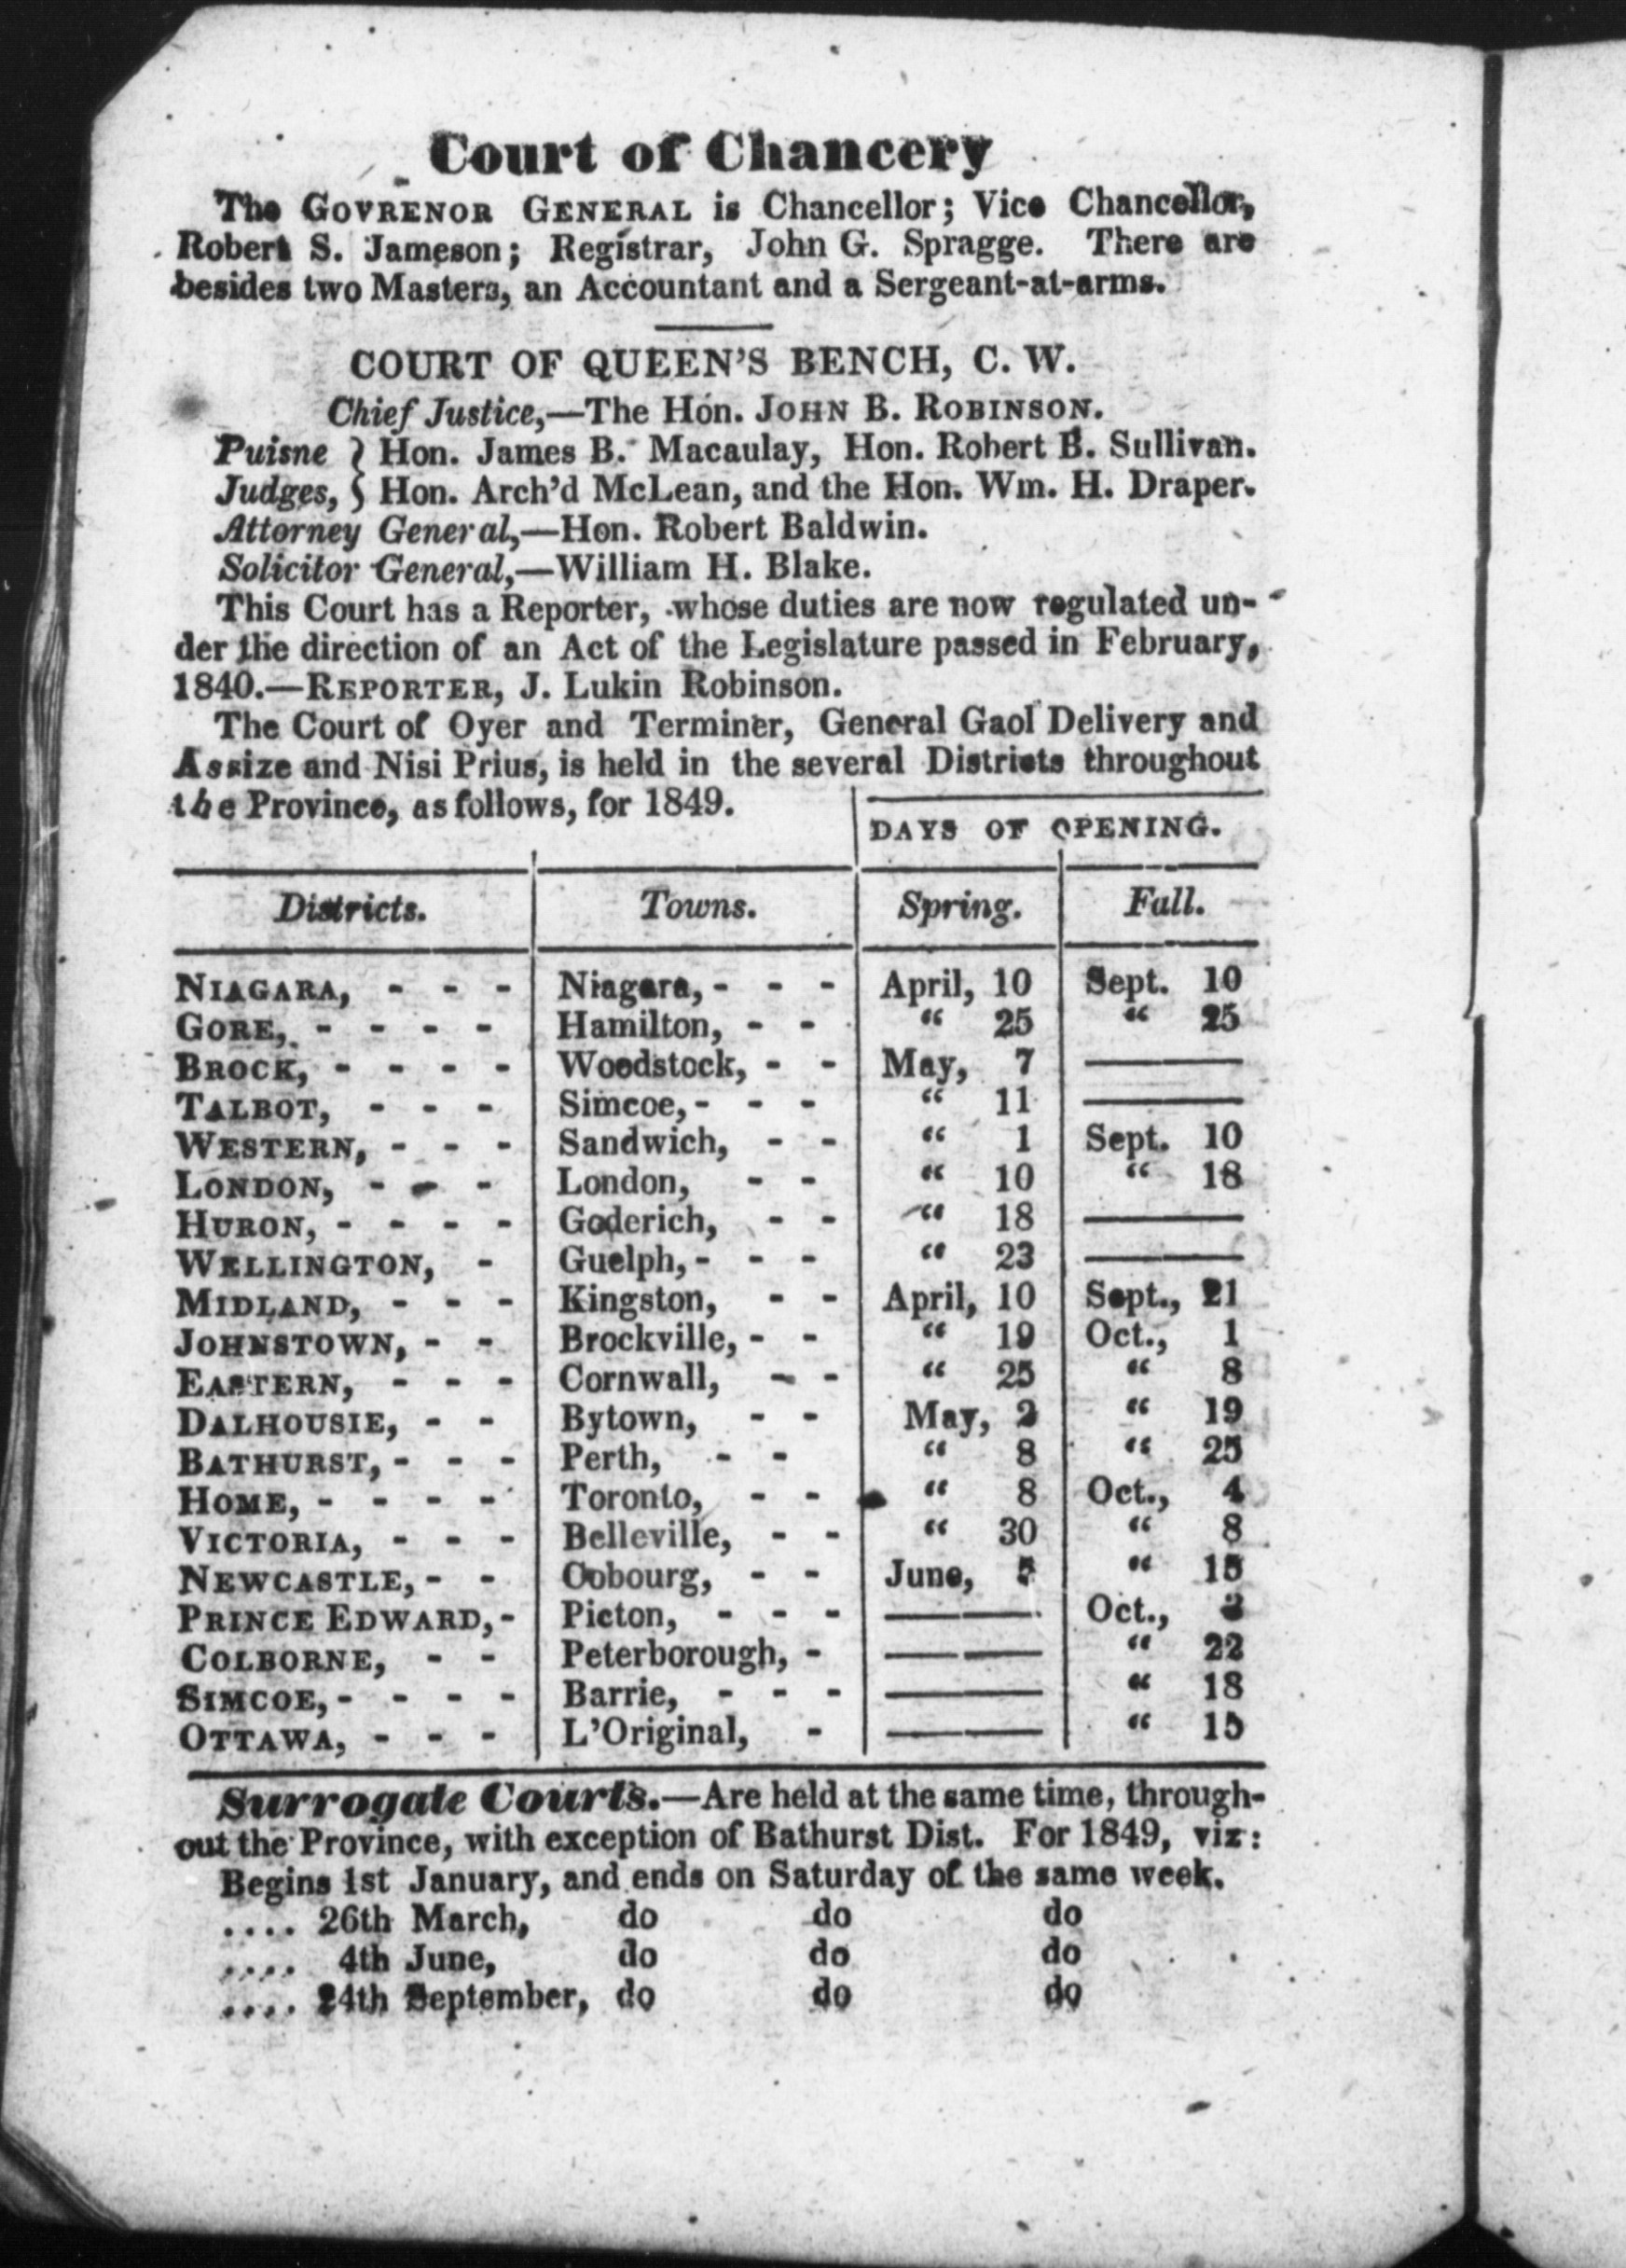 Court of Chancery
The GOVRENOR GENERAL is Chancellor; Vice Chancellor,
Robert S. Jameson; Registrar, John G. Spragge. There are
besides two Masters, an Accountant and a Sergeant-at-arms.
COURT OF QUEEN'S BENCH, C. W.
Chief Justice,—The Hon. JOHN B. ROBINSON.
Puisne } Hon. James B. Macaulay, Hon. Robert B. Sullivan.
Judges, } Hon. Arch'd McLean, and the Hon. Wm. H. Draper.
Attorney General,—Hon. Robert Baldwin.
Solicitor General,—William H. Blake.
This Court has a Reporter, whose duties are now regulated un-
der the direction of an Act of the Legislature passed in February,
1840.—REPORTER, J. Lukin Robinson.
The Court of Oyer and Terminer, General Gaol Delivery and
Assize and Nisi Prius, is held in the several Districts throughout
the Province, as follows, for 1849.
DAYS OF OPENING.
Districts. Towns. Spring. Fall.
NIAGARA, - - - Niagara, - - - April, 10 Sept. 10
GORE, - - - - Hamilton, - - " 25 " 25
BROCK, - - - - Woodstock, - - May, 7 ———
TALBOT, - - - Simcoe, - - - " 11 ———
WESTERN, - - - Sandwich, - - " 1 Sept. 10
LONDON, - - - London, - - " 10 " 18
HURON, - - - - Goderich, - - " 18 ———
WELLINGTON, - Guelph, - - - " 23 ———
MIDLAND, - - - Kingston, - - April, 10 Sept., 21
JOHNSTOWN, - - Brockville, - - " 19 Oct., 1
EASTERN, - - - Cornwall, - - " 25 " 8
DALHOUSIE, - - Bytown, - - May, 2 " 19
BATHURST, - - - Perth, - - " 8 " 25
HOME, - - - - Toronto, - - " 8 Oct., 4
VICTORIA, - - - Belleville, - - " 30 " 8
NEWCASTLE, - - Cobourg, - - June, 5 " 15
PRINCE EDWARD, - Picton, - - - ——— Oct.,
COLBORNE, - - Peterborough, - ——— " 22
SIMCOE, - - - - Barrie, - - - ——— " 18
OTTAWA, - - - L'Original, - ——— " 15
Surrogate Courts.—Are held at the same time, through-
out the Province, with exception of Bathurst Dist. For 1849, viz:
Begins 1st January, and ends on Saturday of the same week.
.... 26th March, do do do
.... 4th June, do do do
.... 24th September, do do do